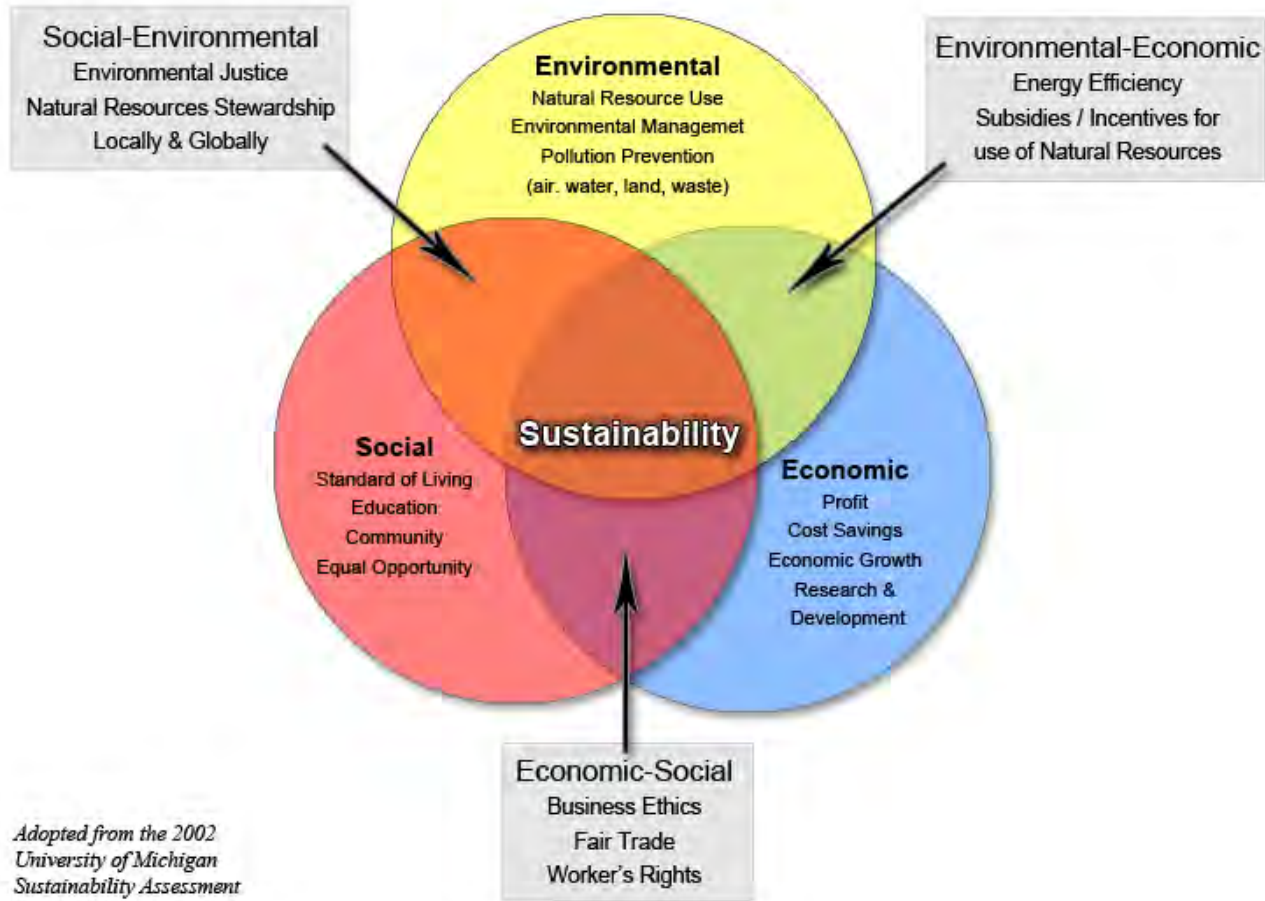 Social-Environmental
Environmental Justice
Natural Resources Stewardship
Locally & Globally
Environmental
Natural Resource Use
Environmental Managemet
Pollution Prevention
(air. water, land, waste)
Environmental-Economic
Energy Efficiency
Subsidies / Incentives for
use of Natural Resources
Sustainability
Social
Standard of Living
Education
Community
Equal Opportunity
Economic
Profit
Cost Savings
Economic Growth
Research &
Development
Economic-Social
Business Ethics
Fair Trade
Worker's Rights
Adopted from the 2002
University of Michigan
Sustainability Assessment